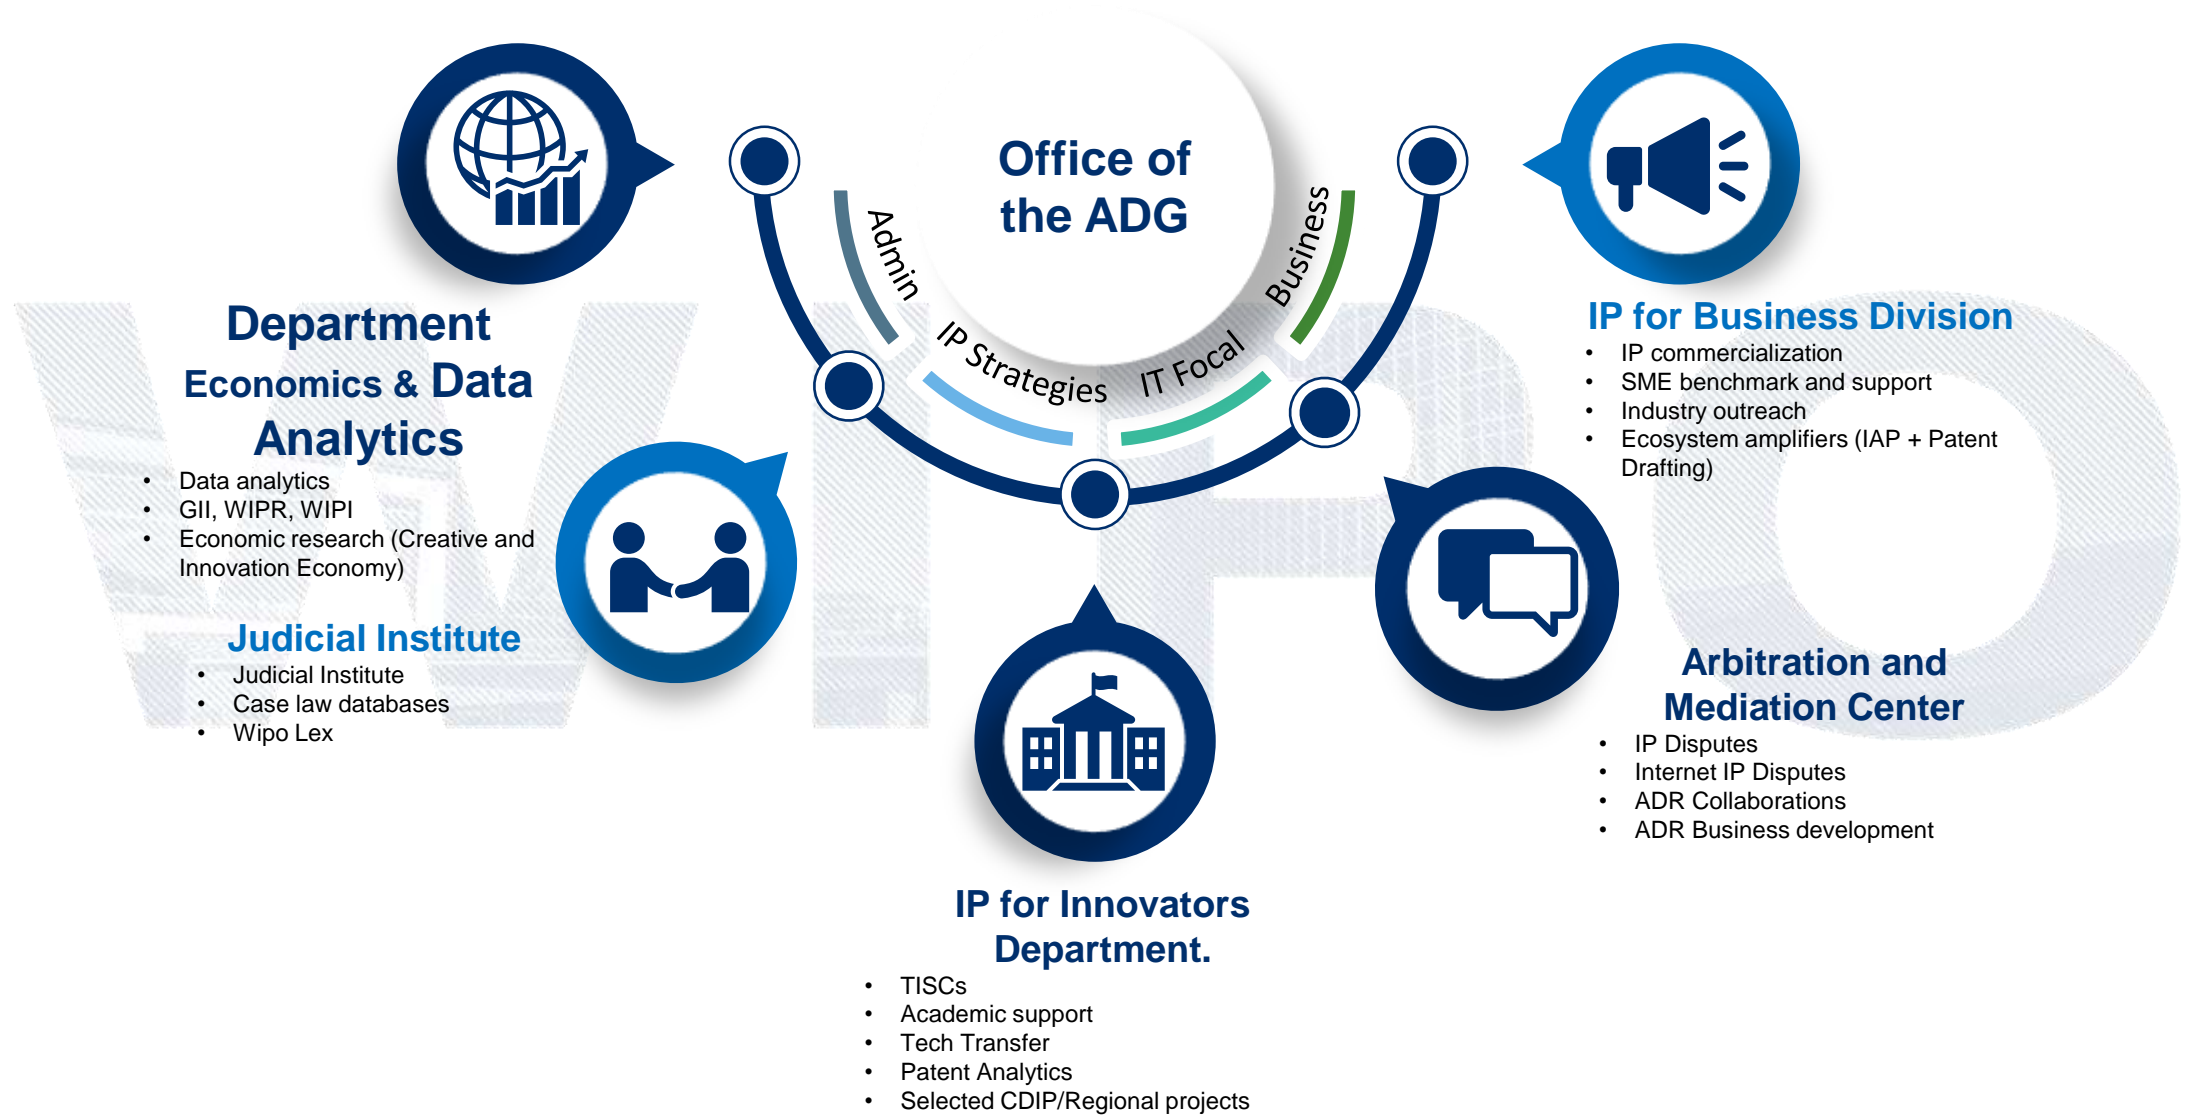 Office of
the ADG
Admin
IP Strategies
IT Focal
Business
Department
Economics & Data
Analytics
• Data analytics
• GII, WIPR, WIPI
• Economic research (Creative and
Innovation Economy)
Judicial Institute
• Judicial Institute
• Case law databases
• Wipo Lex
IP for Innovators
Department.
• TISCs
• Academic support
• Tech Transfer
• Patent Analytics
• Selected CDIP/Regional projects
IP for Business Division
• IP commercialization
• SME benchmark and support
• Industry outreach
• Ecosystem amplifiers (IAP + Patent
Drafting)
Arbitration and
Mediation Center
• IP Disputes
• Internet IP Disputes
• ADR Collaborations
• ADR Business development
WIPO